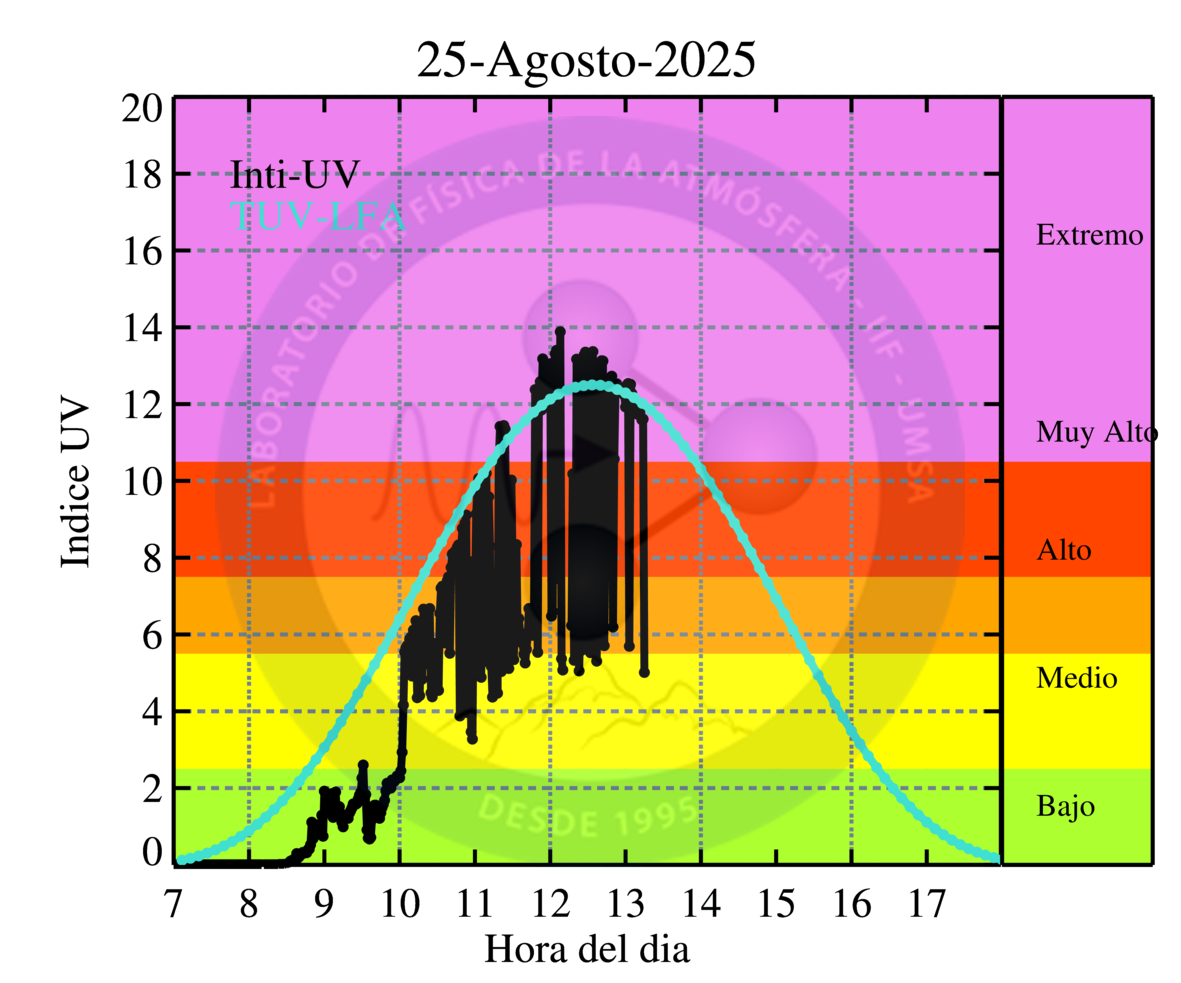 25-Agosto-2025
Inti-UV
TUV-LFA
LABORATORIO DE FÍSICA DE LA ATMÓSFERA - IIF - UMSA
DESDE 1995
Indice UV
20
18
16
14
12
10
8
6
4
2
0
Extremo
Muy Alto
Alto
Medio
Bajo
7 8 9 10 11 12 13 14 15 16 17
Hora del dia